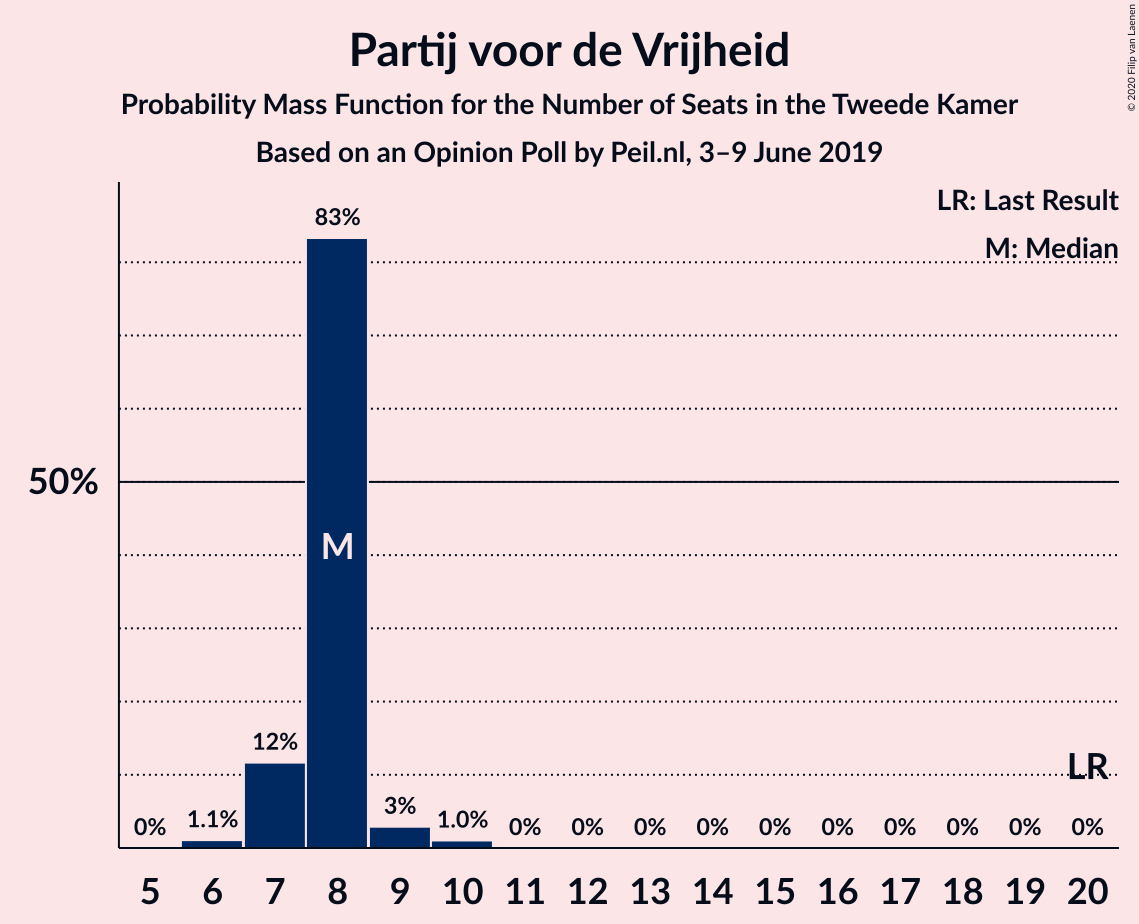 Partij voor de Vrijheid
Probability Mass Function for the Number of Seats in the Tweede Kamer
Based on an Opinion Poll by Peil.nl, 3–9 June 2019
© 2020 Filip van Laenen
LR: Last Result
M: Median
83%
50%
M
12%
LR
0% 1.1% 3% 1.0% 0% 0% 0% 0% 0% 0% 0% 0% 0% 0%
5 6 7 8 9 10 11 12 13 14 15 16 17 18 19 20